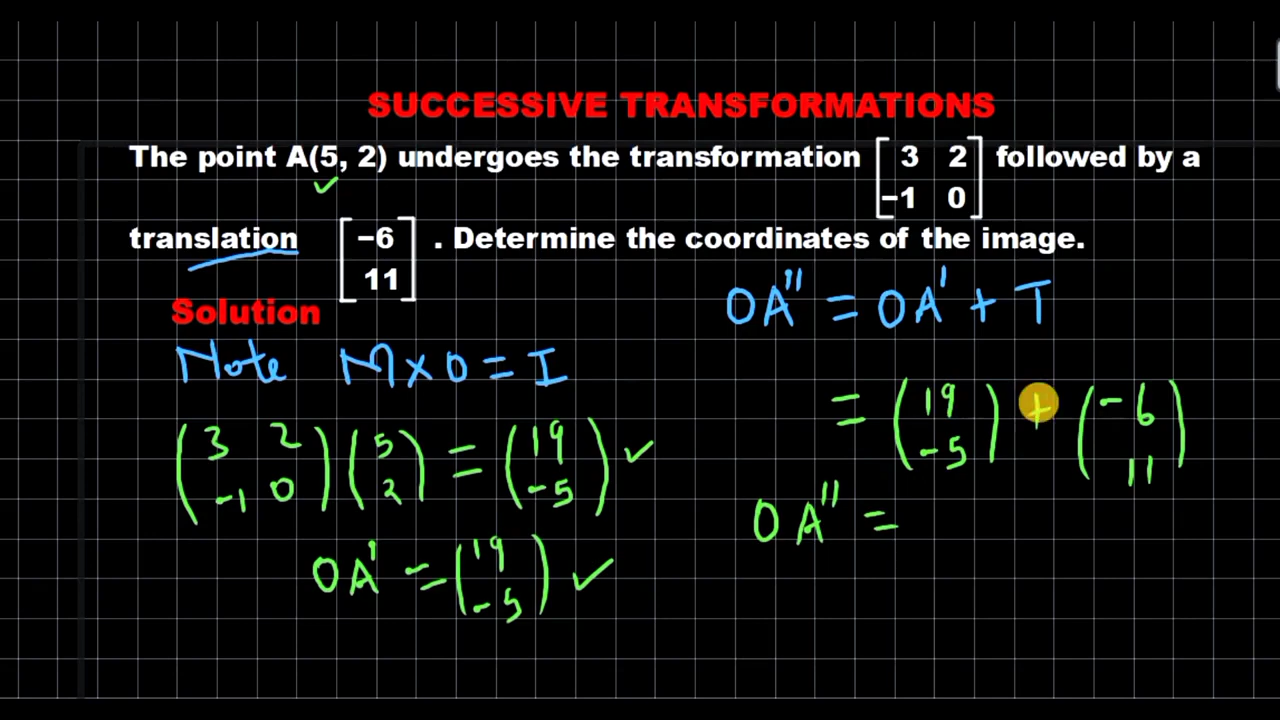 SUCCESSIVE TRANSFORMATIONS
The point A(5, 2) undergoes the transformation [3 2; −1 0] followed by a
translation [−6; 11] . Determine the coordinates of the image.
Solution
Note M × O = I
(3 2; -1 0) (5; 2) = (19; -5) ✓
OA' = (19; -5) ✓
OA'' = OA' + T
= (19; -5) + (-6; 11)
OA'' =